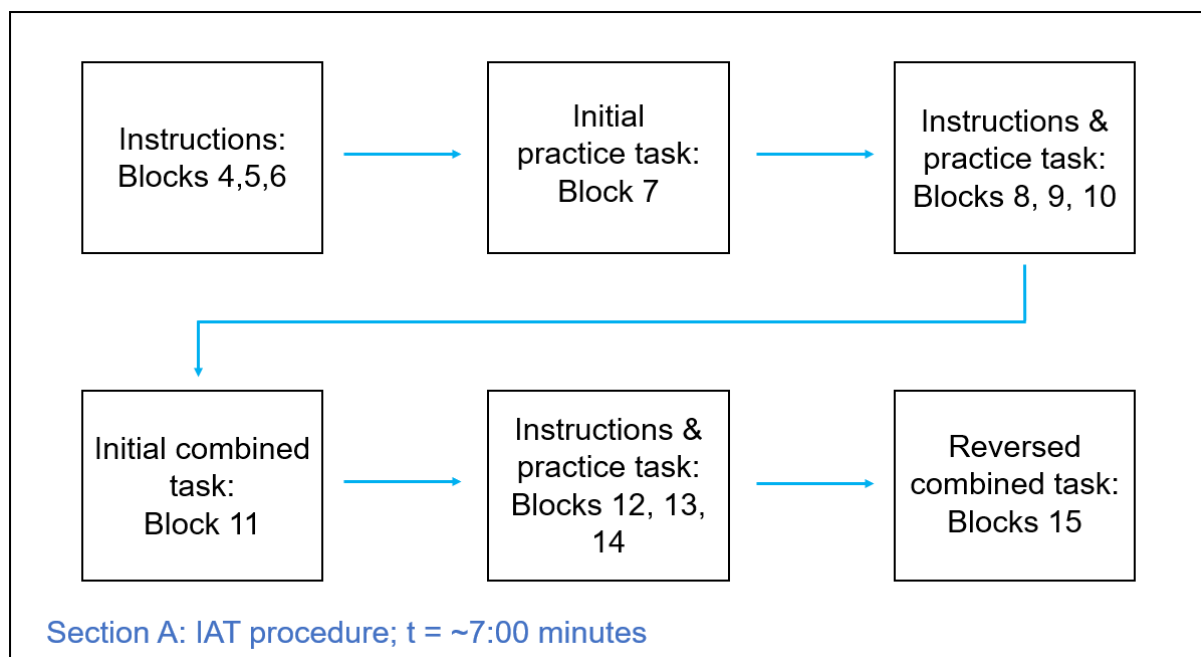 Instructions:
Blocks 4,5,6
Initial
practice task:
Block 7
Instructions &
practice task:
Blocks 8, 9, 10
Initial combined
task:
Block 11
Instructions &
practice task:
Blocks 12, 13,
14
Reversed
combined task:
Blocks 15
Section A: IAT procedure; t = ~7:00 minutes